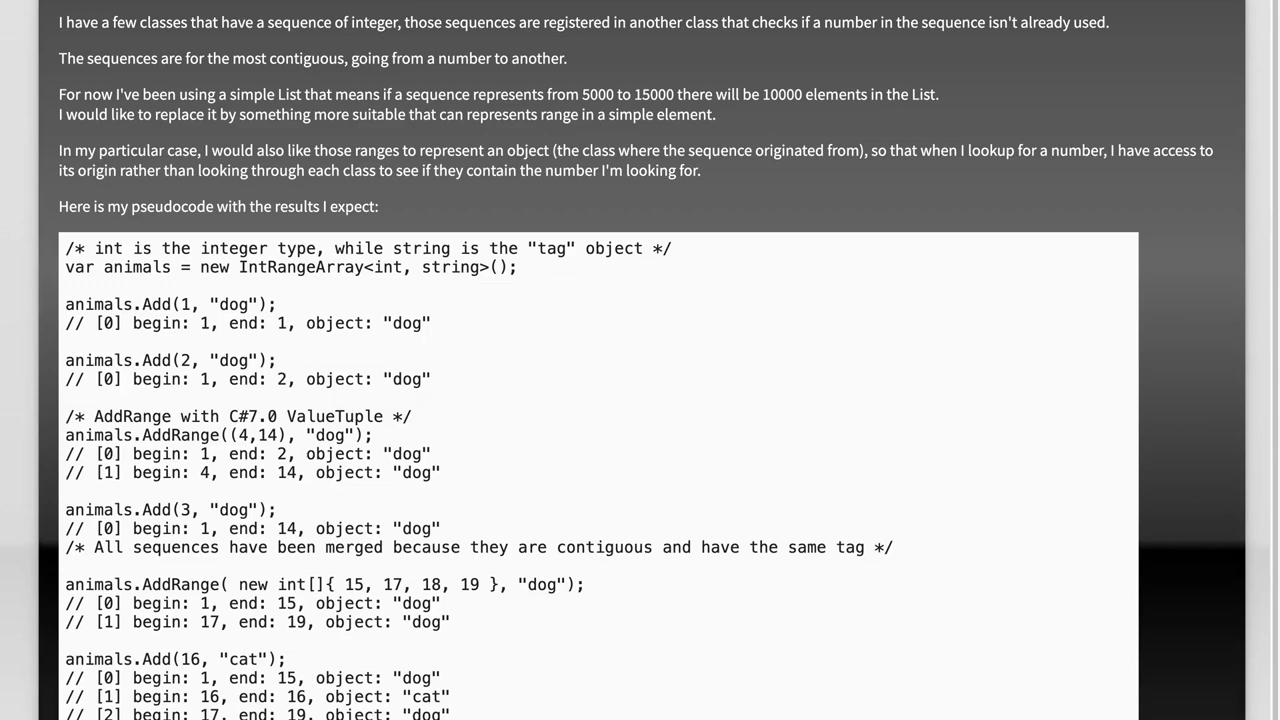 I have a few classes that have a sequence of integer, those sequences are registered in another class that checks if a number in the sequence isn't already used.
The sequences are for the most contiguous, going from a number to another.
For now I've been using a simple List that means if a sequence represents from 5000 to 15000 there will be 10000 elements in the List.
I would like to replace it by something more suitable that can represents range in a simple element.
In my particular case, I would also like those ranges to represent an object (the class where the sequence originated from), so that when I lookup for a number, I have access to
its origin rather than looking through each class to see if they contain the number I'm looking for.
Here is my pseudocode with the results I expect:
/* int is the integer type, while string is the "tag" object */
var animals = new IntRangeArray<int, string>();
animals.Add(1, "dog");
// [0] begin: 1, end: 1, object: "dog"
animals.Add(2, "dog");
// [0] begin: 1, end: 2, object: "dog"
/* AddRange with C#7.0 ValueTuple */
animals.AddRange((4,14), "dog");
// [0] begin: 1, end: 2, object: "dog"
// [1] begin: 4, end: 14, object: "dog"
animals.Add(3, "dog");
// [0] begin: 1, end: 14, object: "dog"
/* All sequences have been merged because they are contiguous and have the same tag */
animals.AddRange( new int[]{ 15, 17, 18, 19 }, "dog");
// [0] begin: 1, end: 15, object: "dog"
// [1] begin: 17, end: 19, object: "dog"
animals.Add(16, "cat");
// [0] begin: 1, end: 15, object: "dog"
// [1] begin: 16, end: 16, object: "cat"
// [2] begin: 17, end: 19, object: "dog"